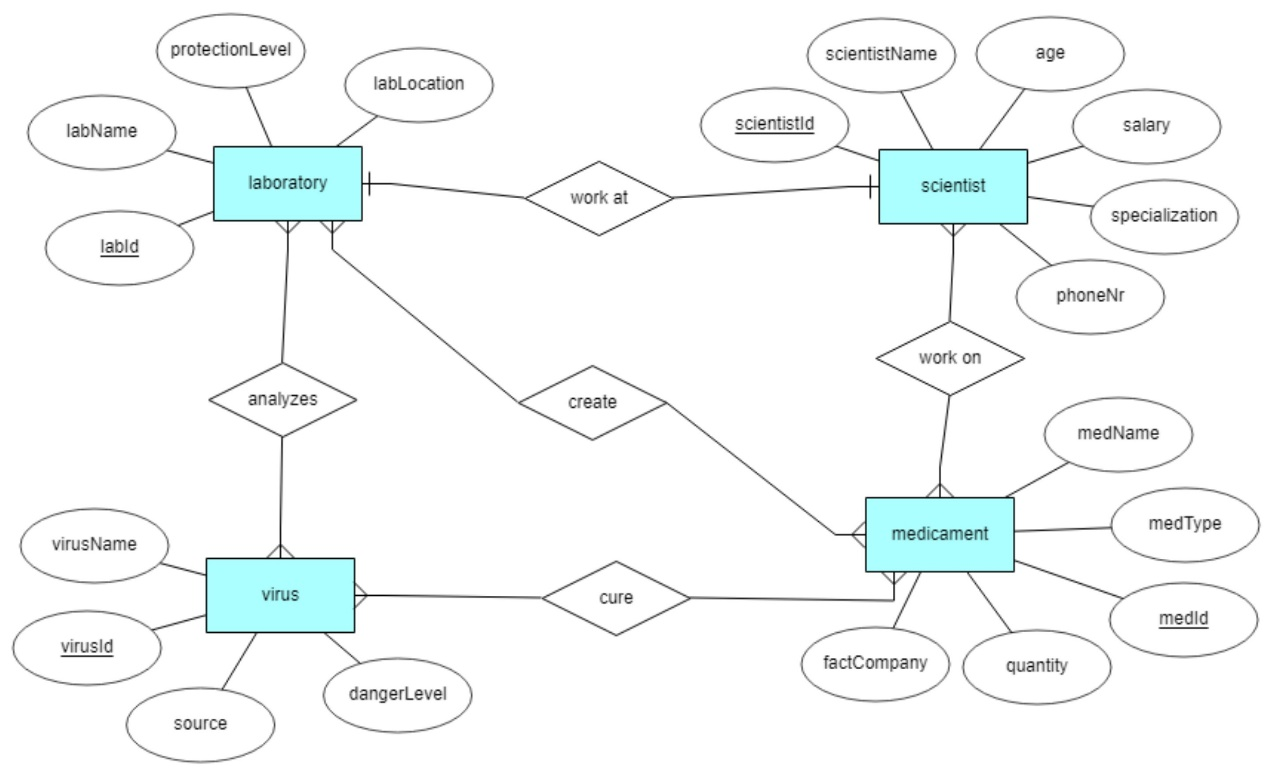 protectionLevel
labLocation
labName
laboratory
labId
work at
scientistName
age
scientistId
salary
scientist
specialization
phoneNr
work on
analyzes
create
medName
medType
medicament
medId
virusName
virus
virusId
cure
factCompany
quantity
dangerLevel
source